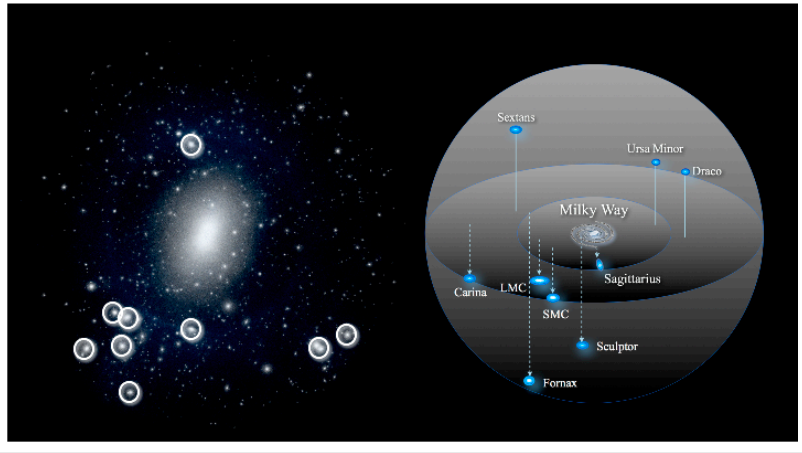 Sextans
Ursa Minor
Draco
Milky Way
Sagittarius
Carina
LMC
SMC
Sculptor
Fornax